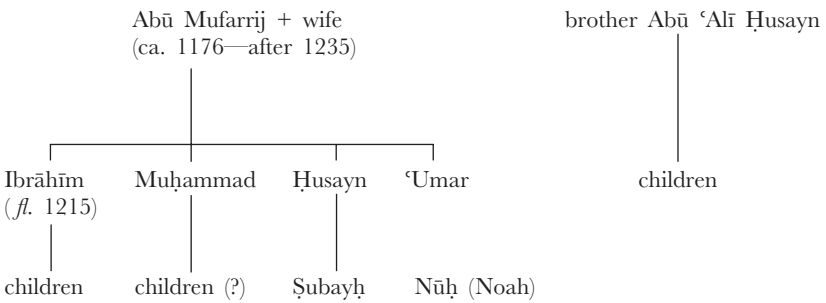 Abū Mufarrij + wife brother Abū ʿAlī Ḥusayn
(ca. 1176—after 1235)
Ibrāhīm Muḥammad Ḥusayn ʿUmar children
(fl. 1215)
children children (?) Ṣubayḥ Nūḥ (Noah)